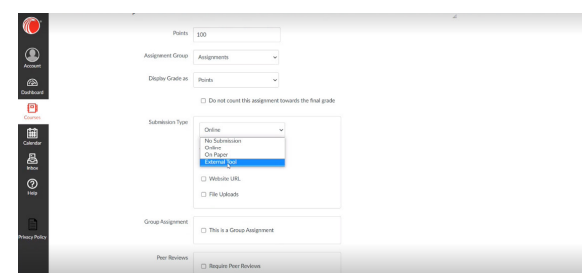 Points 100
Account
Assignment Group Assignments
Dashboard
Display Grade as Points
Do not count this assignment towards the final grade
Courses
Submission Type Online
Calendar
No Submission
Online
On Paper
External Tool
Inbox
Website URL
Help
File Uploads
Group Assignment
This is a Group Assignment
Privacy Policy
Peer Reviews
Require Peer Reviews